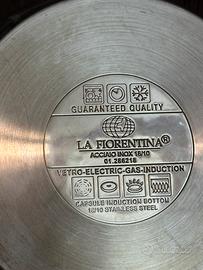 GUARANTEED QUALITY
LA FIORENTINA®
ACCIAIO INOX 18/10
01.286218
VETRO-ELECTRIC-GAS-INDUCTION
CAPSULE INDUCTION BOTTOM
18/10 STAINLESS STEEL